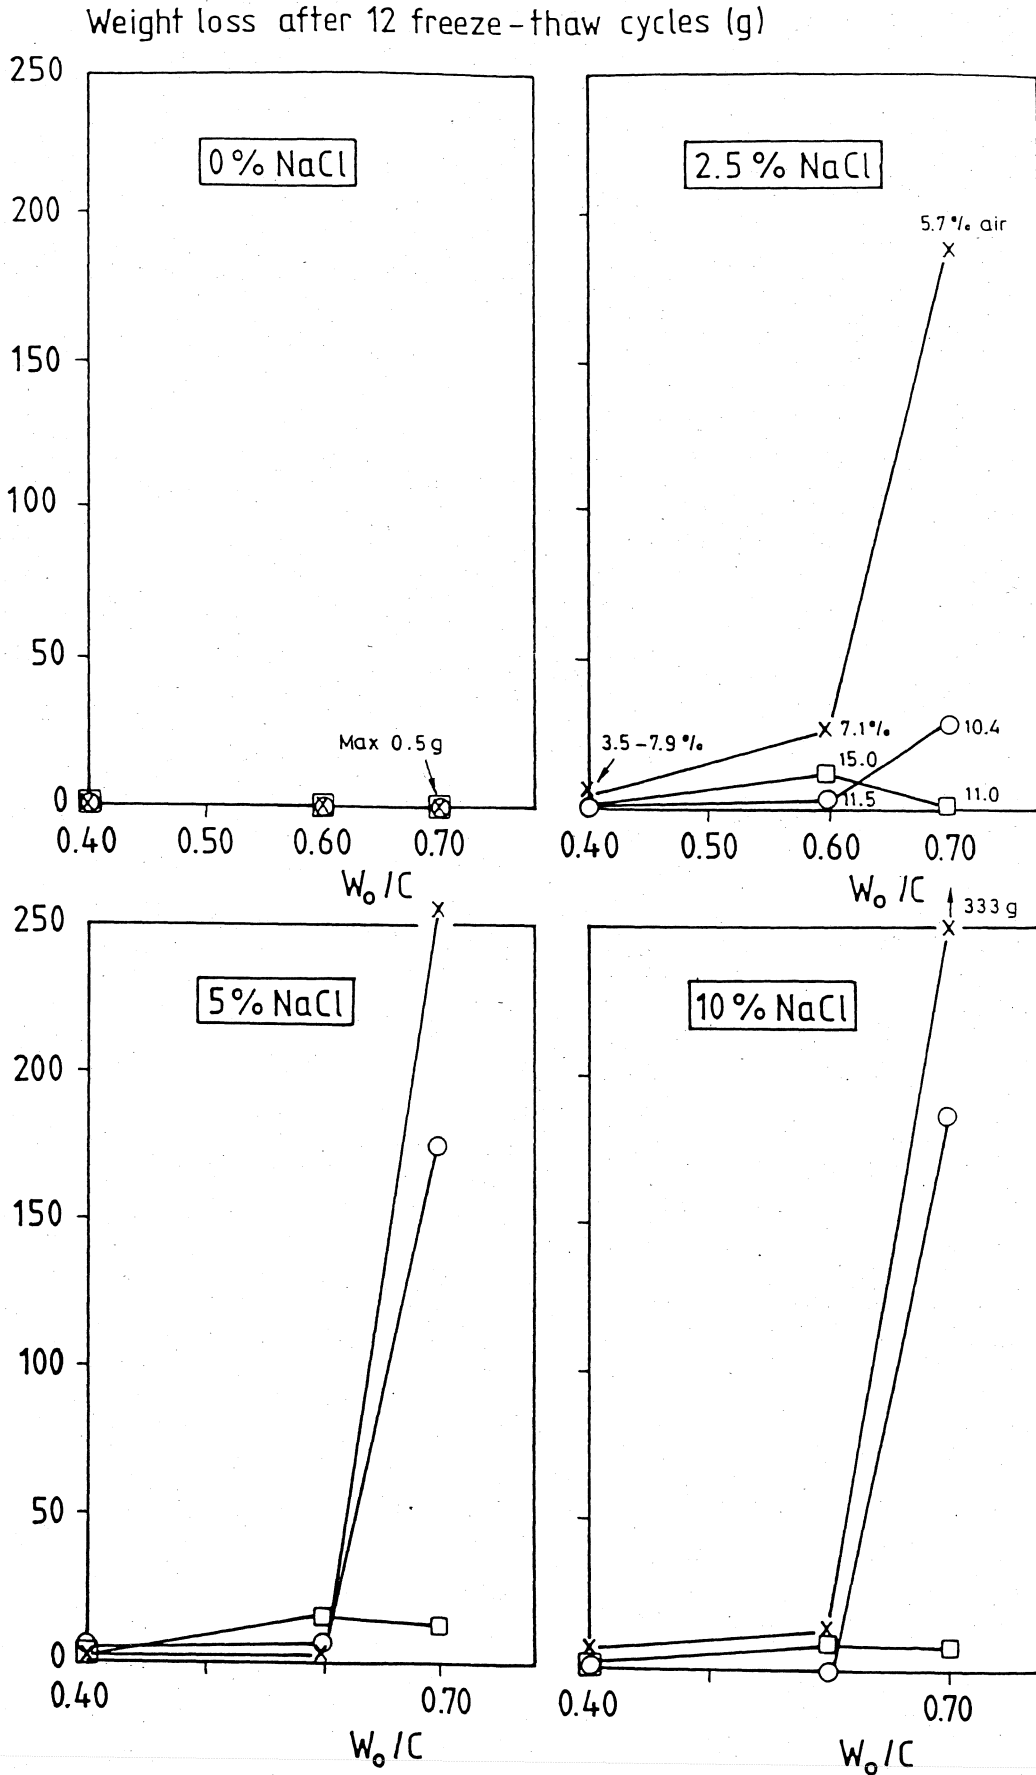 Weight loss after 12 freeze-thaw cycles (g)
250
200
150
100
50
0
0% NaCl
Max 0.5g
0.40 0.50 0.60 0.70
W₀/C
2.5% NaCl
5.7% air
3.5-7.9%
7.1%
15.0
11.5
10.4
11.0
0.40 0.50 0.60 0.70
W₀/C
250
200
150
100
50
0
5% NaCl
0.40 0.70
W₀/C
333g
10% NaCl
0.40 0.70
W₀/C